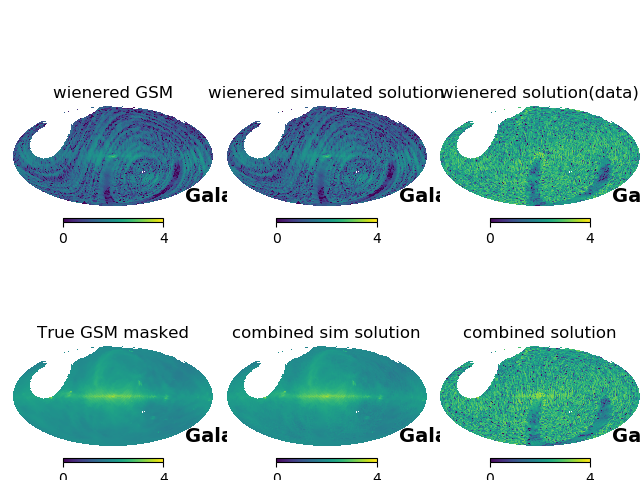 wienered GSM
wienered simulated solution
wienered solution(data)
Gala
Gala
Ga
0 4
0 4
0 4
True GSM masked
combined sim solution
combined solution
Gala
Gala
Ga
0 4
0 4
0 4